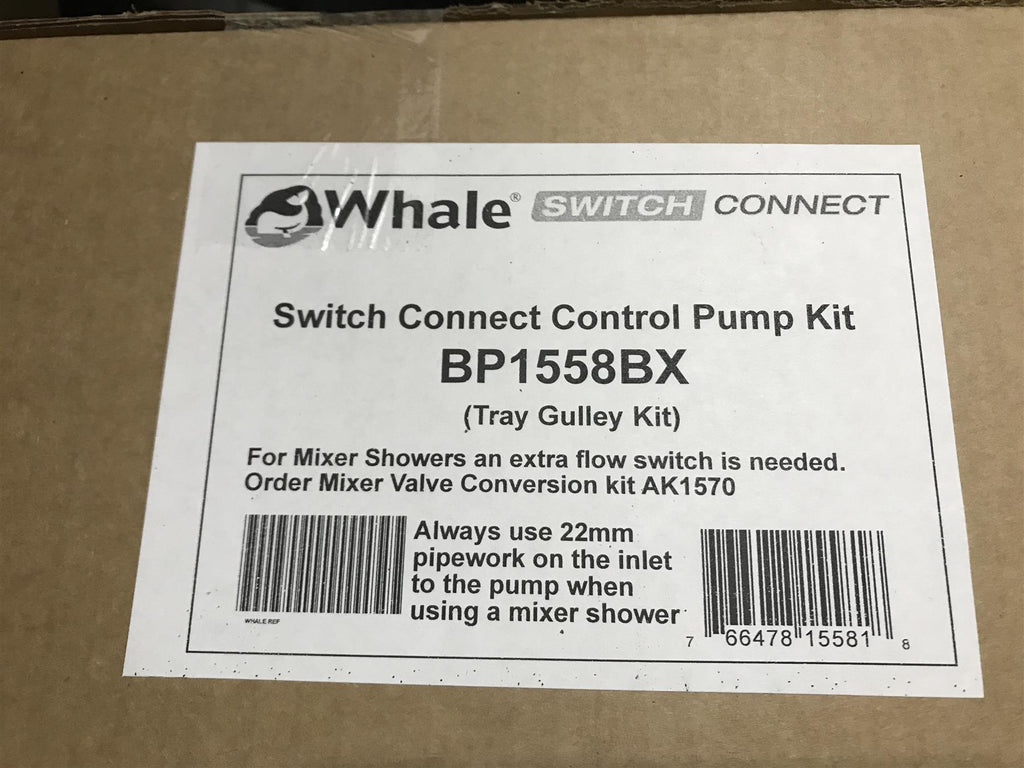 Whale® SWITCH CONNECT
Switch Connect Control Pump Kit
BP1558BX
(Tray Gulley Kit)
For Mixer Showers an extra flow switch is needed.
Order Mixer Valve Conversion kit AK1570
Always use 22mm
pipework on the inlet
to the pump when
using a mixer shower
WHALE REF
7 66478 15581 8